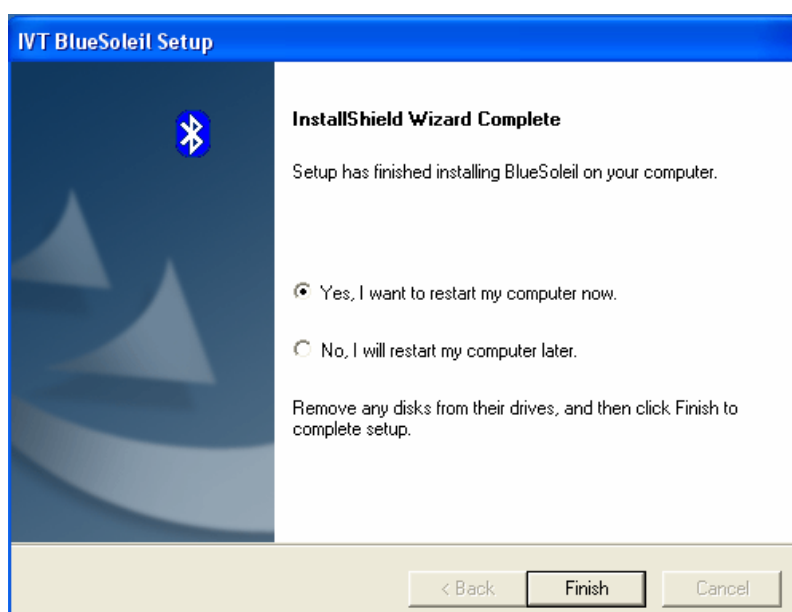 IVT BlueSoleil Setup
InstallShield Wizard Complete
Setup has finished installing BlueSoleil on your computer.
Yes, I want to restart my computer now.
No, I will restart my computer later.
Remove any disks from their drives, and then click Finish to
complete setup.
< Back
Finish
Cancel